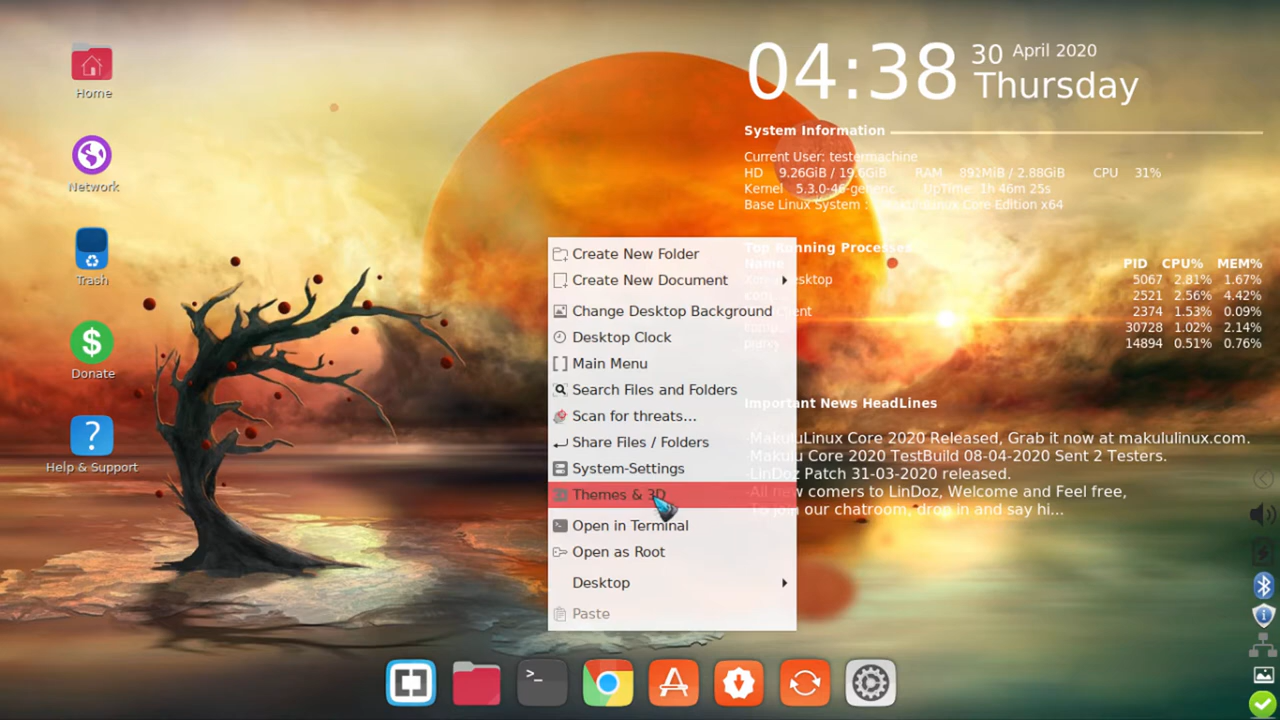 Home
Network
Trash
Donate
Help & Support
04:38 30 April 2020
Thursday
System Information
Current User: testermachine
HD 9.26GiB / 19.6GiB RAM 892MiB / 2.88GiB CPU 31%
Kernel 5.3.0-46-generic UpTime: 1h 46m 25s
Base Linux System : MakuluLinux Core Edition x64
Top Running Processes
Name PID CPU% MEM%
5067 2.81% 1.67%
2521 2.56% 4.42%
2374 1.53% 0.09%
30728 1.02% 2.14%
14894 0.51% 0.76%
Important News HeadLines
-MakuluLinux Core 2020 Released, Grab it now at makululinux.com.
-Makulu Core 2020 TestBuild 08-04-2020 Sent 2 Testers.
-LinDoz Patch 31-03-2020 released.
-All new comers to LinDoz, Welcome and Feel free,
To join our chatroom, drop in and say hi...
Create New Folder
Create New Document
Change Desktop Background
Desktop Clock
Main Menu
Search Files and Folders
Scan for threats...
Share Files / Folders
System-Settings
Themes & 3D
Open in Terminal
Open as Root
Desktop
Paste